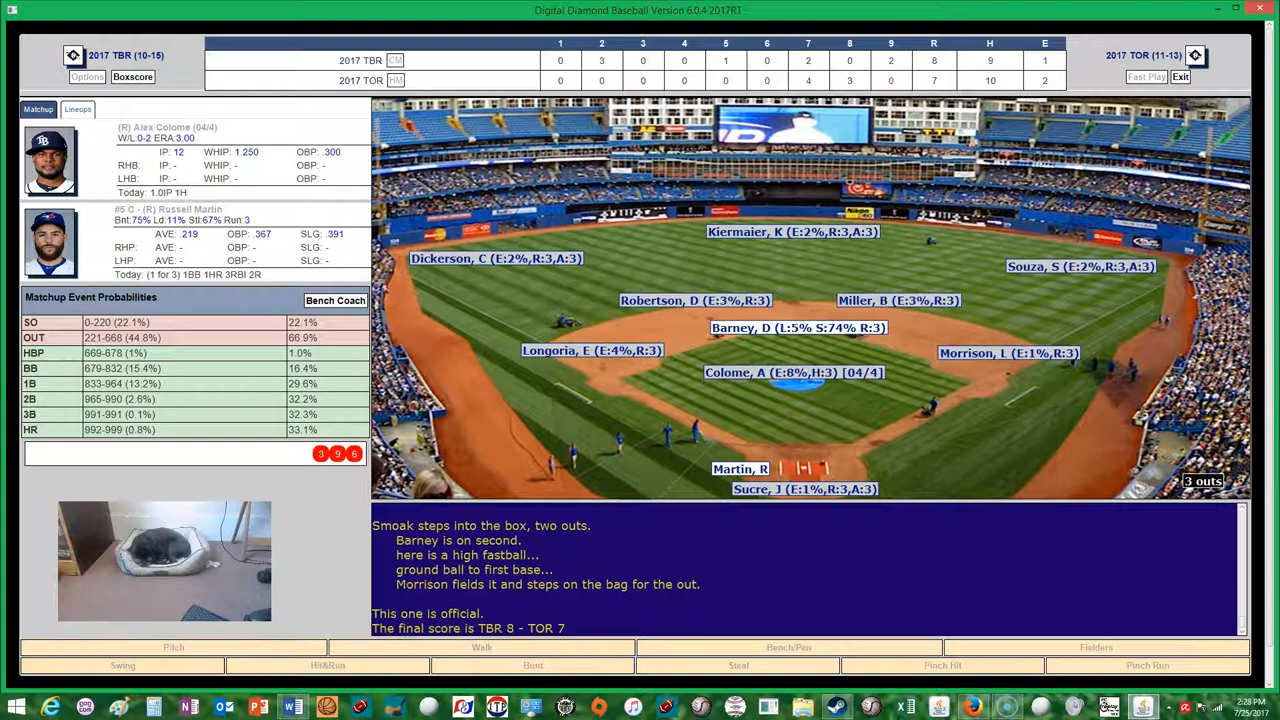 Digital Diamond Baseball Version 6.0.4 2017RT
2017 TBR (10-15)
Options
Boxscore
1 2 3 4 5 6 7 8 9 R H E
2017 TBR CM 0 3 0 0 1 0 2 0 2 8 9 1
2017 TOR HM 0 0 0 0 0 0 4 3 0 7 10 2
2017 TOR (11-13)
Fast Play
Exit
Matchup
Lineups
(R) Alex Colome (04/4)
W/L:0-2 ERA:3.00
IP: 12 WHIP: 1.250 OBP: .300
RHB: IP: - WHIP: - OBP: -
LHB: IP: - WHIP: - OBP: -
Today: 1.0IP 1H
#5 C - (R) Russell Martin
Bnt:75% Ld:11% Stl:67% Run:3
AVE: .219 OBP: .367 SLG: .391
RHP: AVE: - OBP: - SLG: -
LHP: AVE: - OBP: - SLG: -
Today: (1 for 3) 1BB 1HR 3RBI 2R
Matchup Event Probabilities
Bench Coach
SO 0-220 (22.1%) 22.1%
OUT 221-668 (44.8%) 66.9%
HBP 669-678 (1%) 1.0%
BB 679-832 (15.4%) 16.4%
1B 833-964 (13.2%) 29.6%
2B 965-990 (2.6%) 32.2%
3B 991-991 (0.1%) 32.3%
HR 992-999 (0.8%) 33.1%
3 9 6
Kiermaier, K (E:2%,R:3,A:3)
Dickerson, C (E:2%,R:3,A:3)
Souza, S (E:2%,R:3,A:3)
Robertson, D (E:3%,R:3)
Miller, B (E:3%,R:3)
Barney, D (L:5% S:74% R:3)
Longoria, E (E:4%,R:3)
Morrison, L (E:1%,R:3)
Colome, A (E:8%,H:3) [04/4]
Martin, R
Sucre, J (E:1%,R:3,A:3)
3 outs
Smoak steps into the box, two outs.
Barney is on second.
here is a high fastball...
ground ball to first base...
Morrison fields it and steps on the bag for the out.
This one is official.
The final score is TBR 8 - TOR 7
Pitch
Walk
Bench/Pen
Fielders
Swing
Hit&Run
Bunt
Steal
Pinch Hit
Pinch Run
2:28 PM
7/25/2017